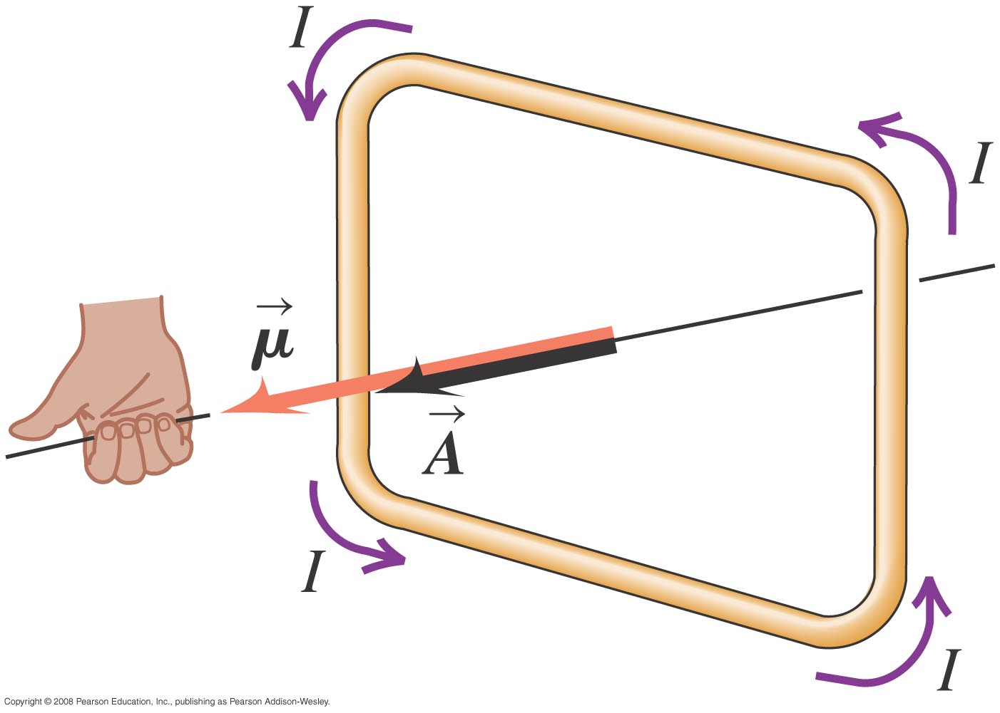 I
I
μ⃗
A⃗
I
I
Copyright © 2008 Pearson Education, Inc., publishing as Pearson Addison-Wesley.